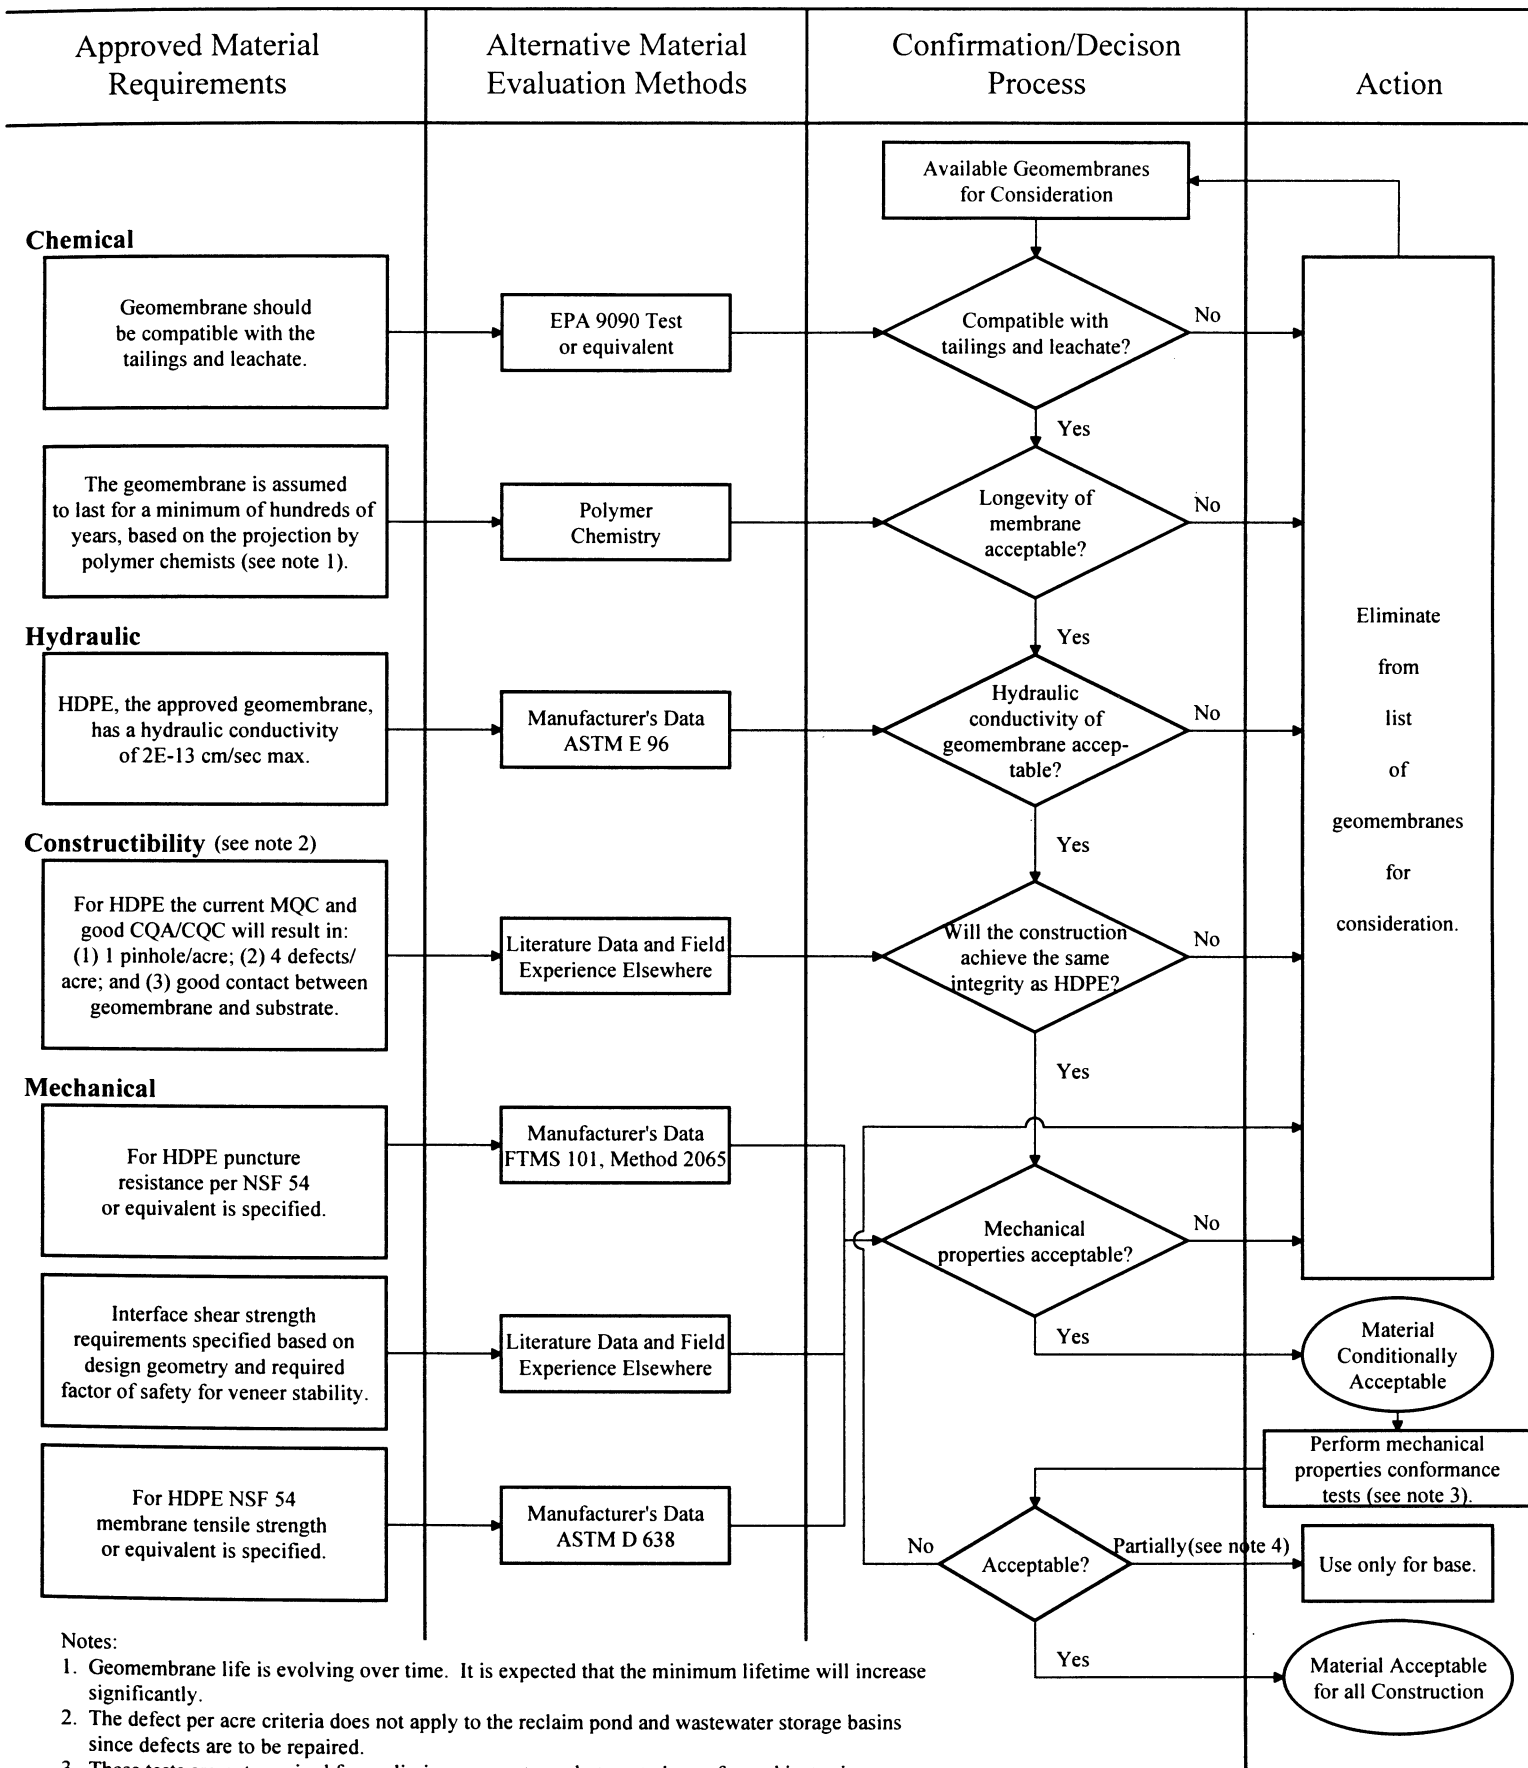 Approved Material
Requirements
Alternative Material
Evaluation Methods
Confirmation/Decison
Process
Action
Available Geomembranes
for Consideration
Chemical
Geomembrane should
be compatible with the
tailings and leachate.
EPA 9090 Test
or equivalent
Compatible with
tailings and leachate?
No
Yes
The geomembrane is assumed
to last for a minimum of hundreds of
years, based on the projection by
polymer chemists (see note 1).
Polymer
Chemistry
Longevity of
membrane
acceptable?
No
Yes
Eliminate
from
list
of
geomembranes
for
consideration.
Hydraulic
HDPE, the approved geomembrane,
has a hydraulic conductivity
of 2E-13 cm/sec max.
Manufacturer's Data
ASTM E 96
Hydraulic
conductivity of
geomembrane accep-
table?
No
Yes
Constructibility (see note 2)
For HDPE the current MQC and
good CQA/CQC will result in:
(1) 1 pinhole/acre; (2) 4 defects/
acre; and (3) good contact between
geomembrane and substrate.
Literature Data and Field
Experience Elsewhere
Will the construction
achieve the same
integrity as HDPE?
No
Yes
Mechanical
For HDPE puncture
resistance per NSF 54
or equivalent is specified.
Manufacturer's Data
FTMS 101, Method 2065
Mechanical
properties acceptable?
No
Yes
Interface shear strength
requirements specified based on
design geometry and required
factor of safety for veneer stability.
Literature Data and Field
Experience Elsewhere
Material
Conditionally
Acceptable
Perform mechanical
properties conformance
tests (see note 3).
For HDPE NSF 54
membrane tensile strength
or equivalent is specified.
Manufacturer's Data
ASTM D 638
No
Acceptable?
Partially(see note 4)
Use only for base.
Yes
Material Acceptable
for all Construction
Notes:
1. Geomembrane life is evolving over time. It is expected that the minimum lifetime will increase
significantly.
2. The defect per acre criteria does not apply to the reclaim pond and wastewater storage basins
since defects are to be repaired.